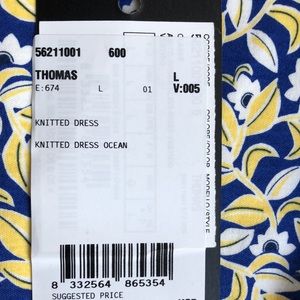 56211001 600
THOMAS L
E:674 L 01 V:005
KNITTED DRESS
KNITTED DRESS OCEAN
8 332564 865354
SUGGESTED PRICE